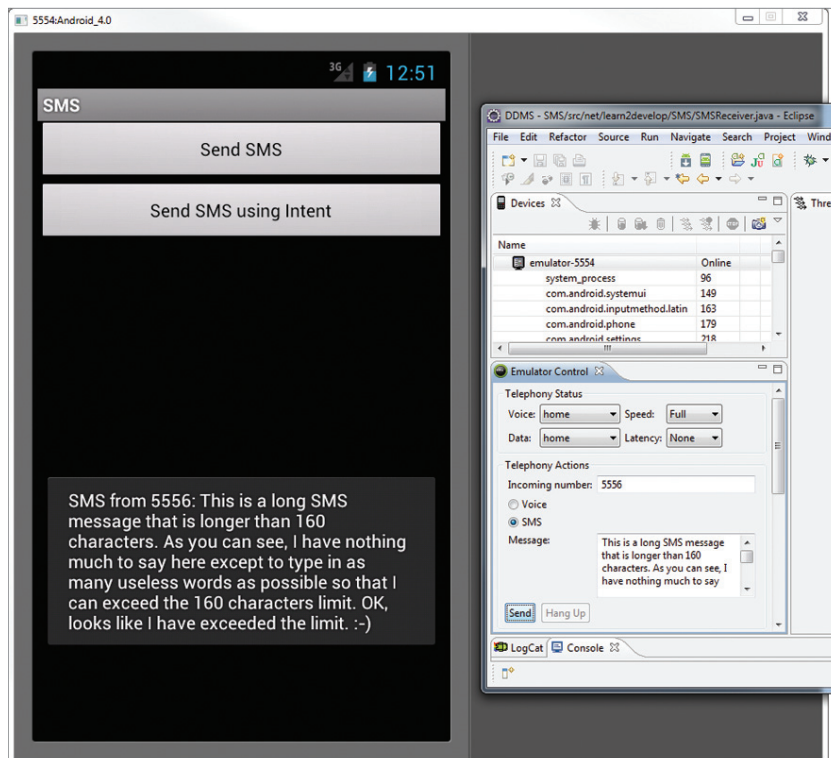 5554:Android_4.0
3G 12:51
SMS
Send SMS
Send SMS using Intent
SMS from 5556: This is a long SMS
message that is longer than 160
characters. As you can see, I have nothing
much to say here except to type in as
many useless words as possible so that I
can exceed the 160 characters limit. OK,
looks like I have exceeded the limit. :-)
DDMS - SMS/src/net/learn2develop/SMS/SMSReceiver.java - Eclipse
File Edit Refactor Source Run Navigate Search Project Wind
Devices
Thre
Name
emulator-5554 Online
system_process 96
com.android.systemui 149
com.android.inputmethod.latin 163
com.android.phone 179
com.android.settings 218
Emulator Control
Telephony Status
Voice: home Speed: Full
Data: home Latency: None
Telephony Actions
Incoming number: 5556
Voice
SMS
Message: This is a long SMS message
that is longer than 160
characters. As you can see, I
have nothing much to say
Send Hang Up
LogCat Console